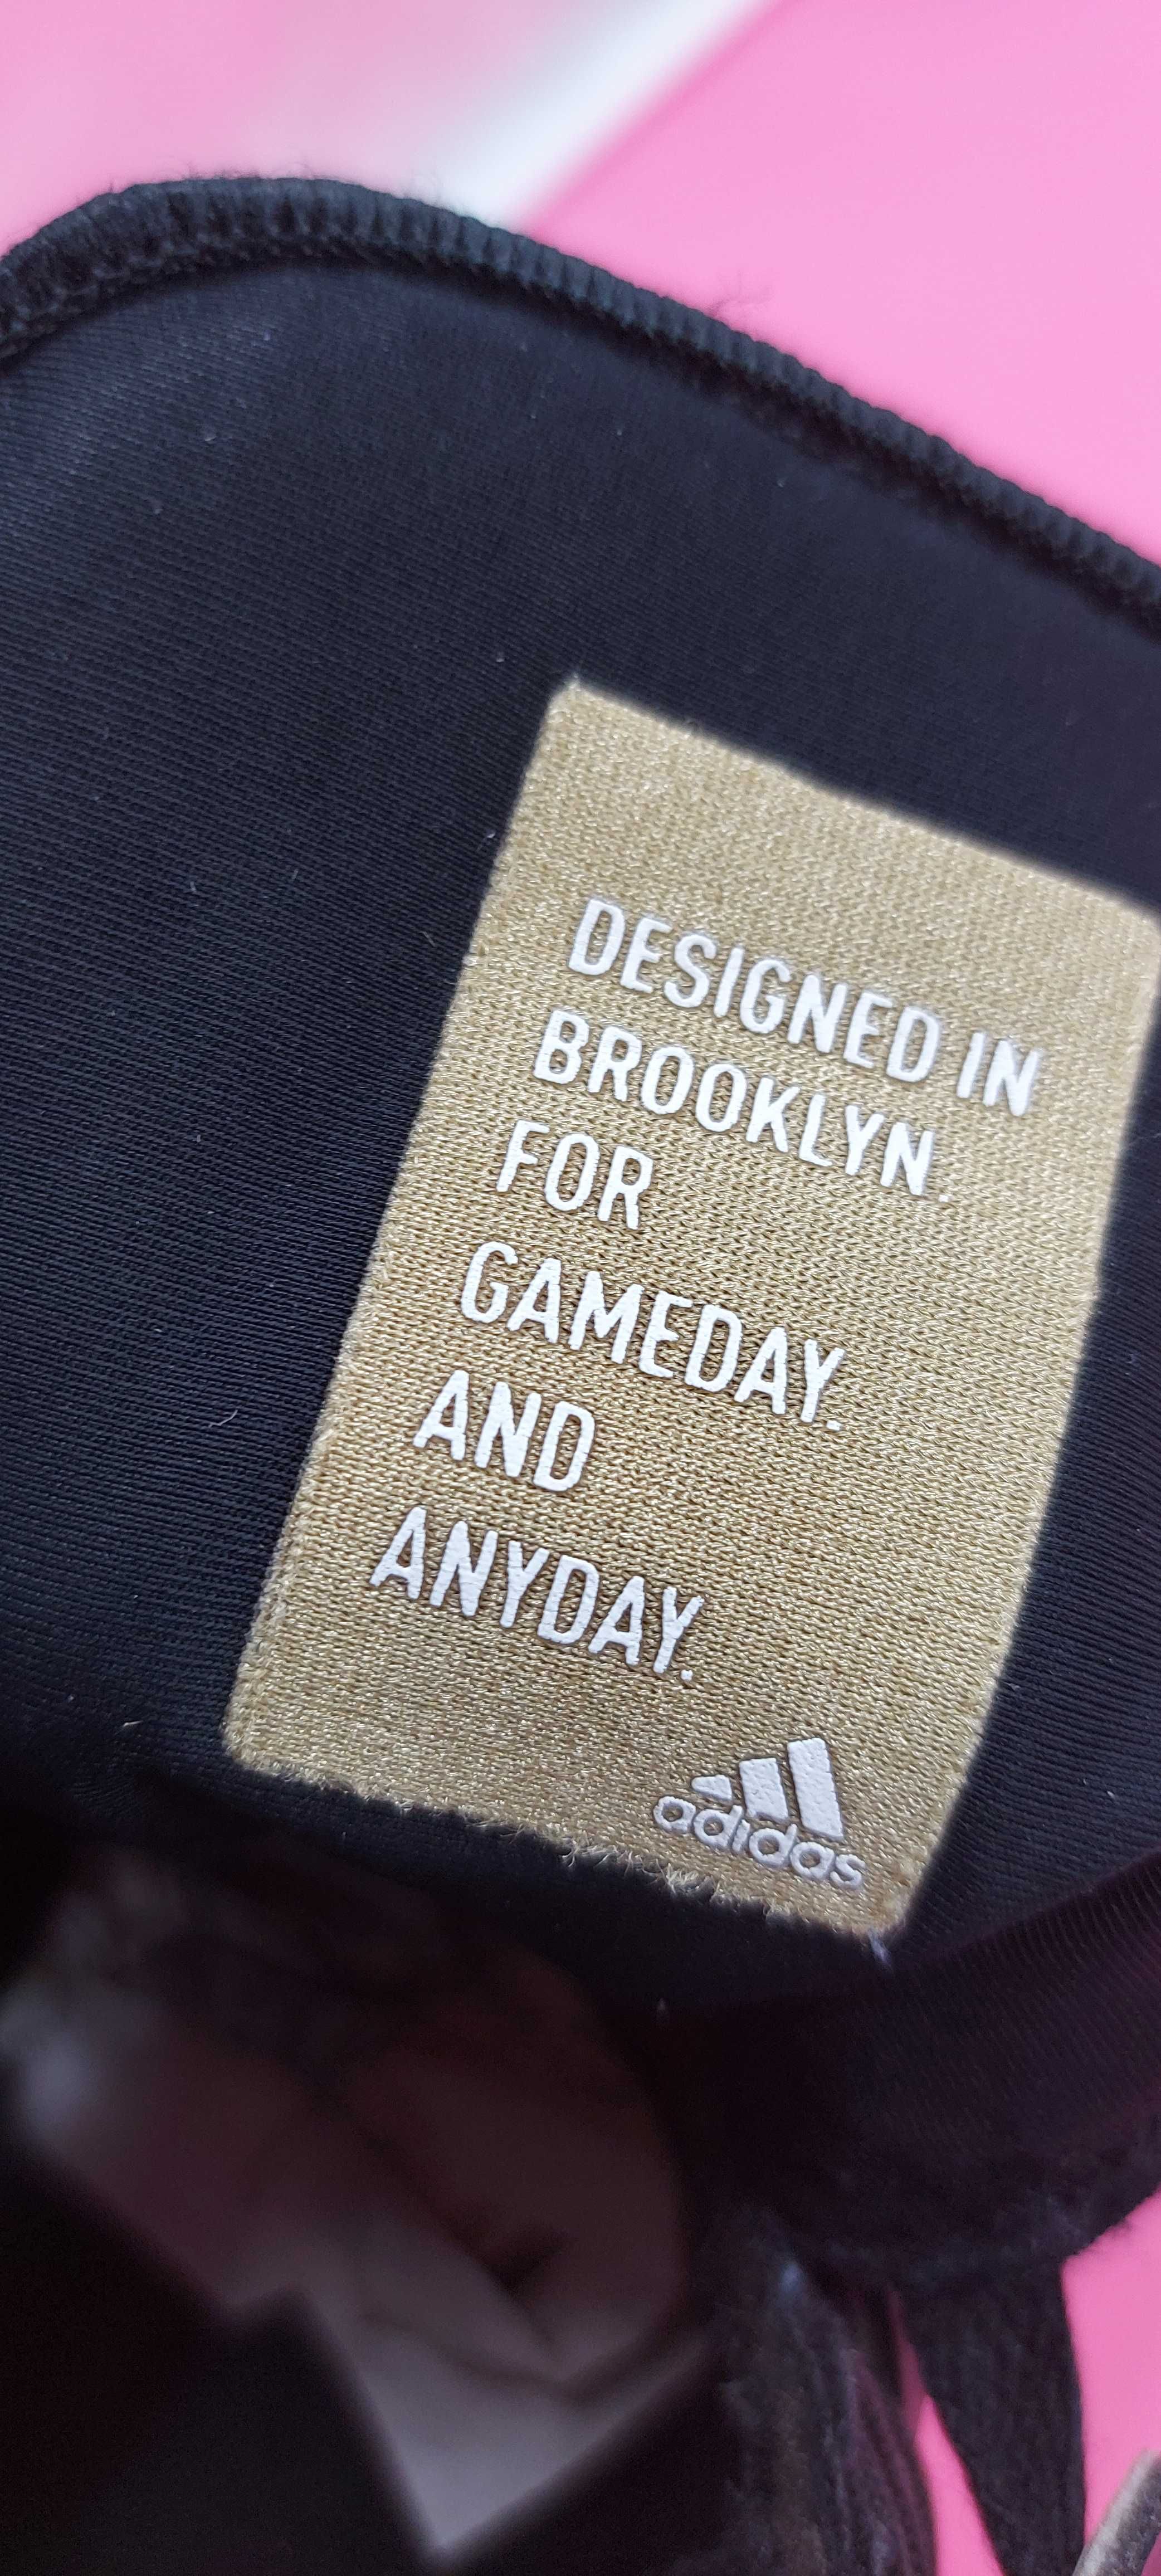 DESIGNED IN
BROOKLYN.
FOR
GAMEDAY.
AND
ANYDAY.
adidas